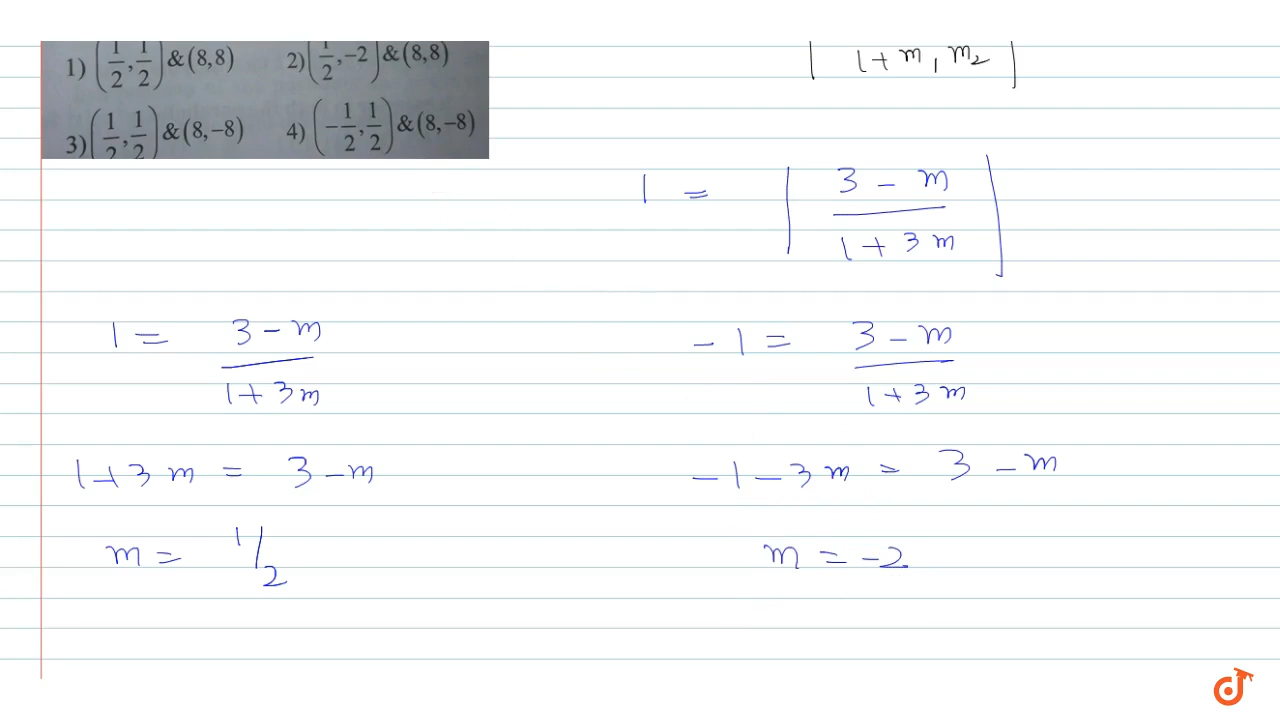 1) (1/2, 1/2) & (8,8) 2) (1/2, −2) & (8,8)
3) (1/2, 1/2) & (8,−8) 4) (−1/2, 1/2) & (8,−8)
| 1 + m₁ m₂ |
1 = | (3 − m)/(1 + 3m) |
1 = (3 − m)/(1 + 3m) − 1 = (3 − m)/(1 + 3m)
1 + 3m = 3 − m − 1 − 3m = 3 − m
m = 1/2 m = −2